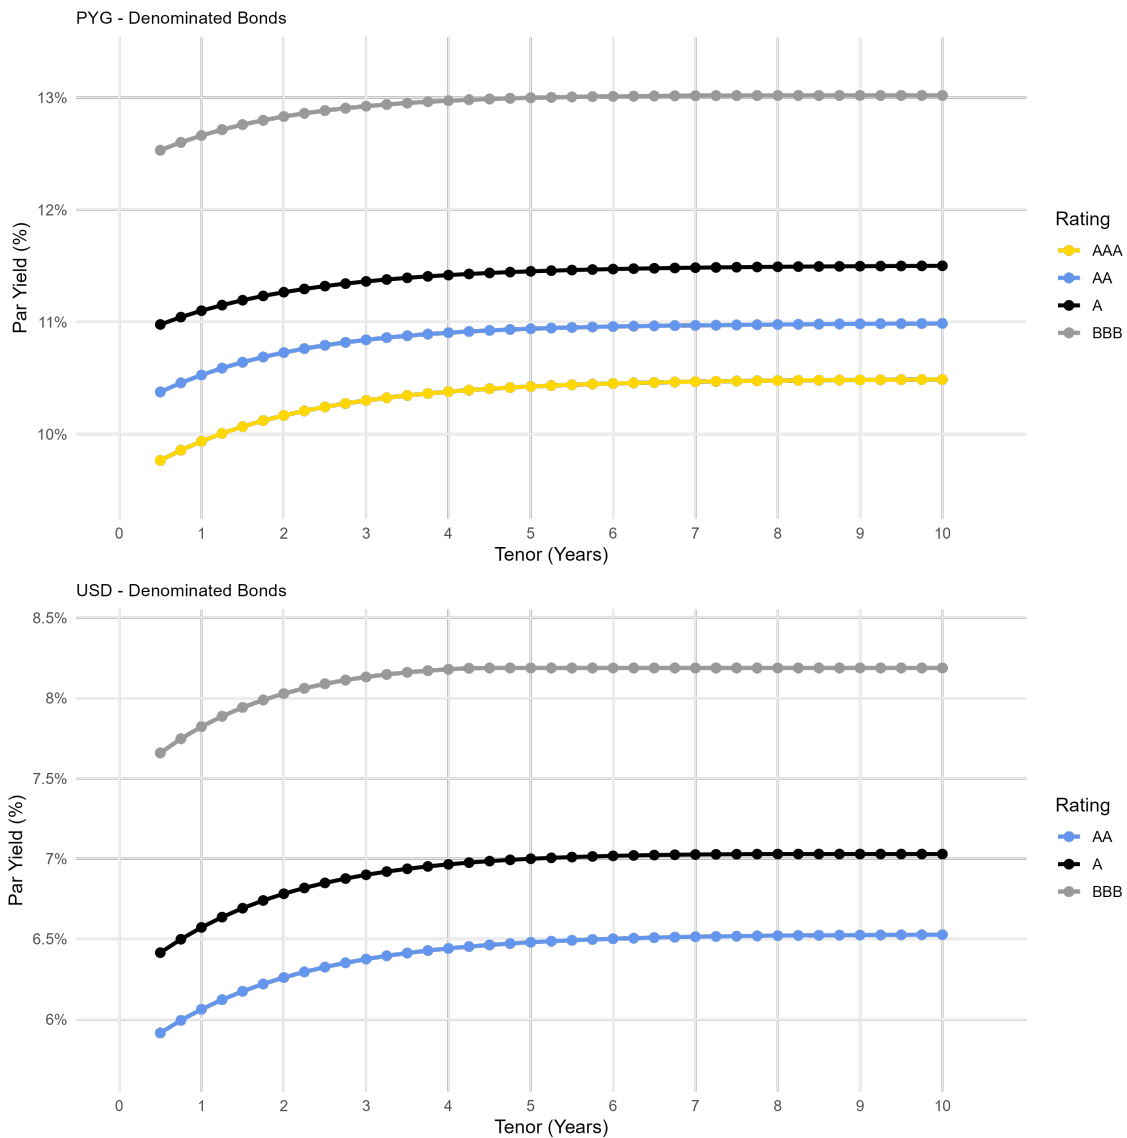 PYG - Denominated Bonds
13%
12%
11%
10%
Par Yield (%)
0 1 2 3 4 5 6 7 8 9 10
Tenor (Years)
Rating
AAA
AA
A
BBB
USD - Denominated Bonds
8.5%
8%
7.5%
7%
6.5%
6%
Par Yield (%)
0 1 2 3 4 5 6 7 8 9 10
Tenor (Years)
Rating
AA
A
BBB